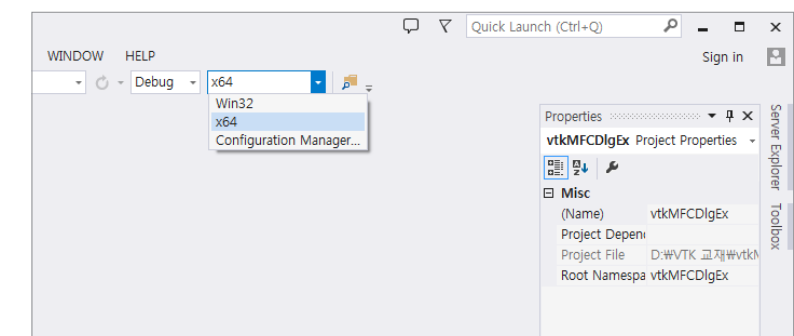 Quick Launch (Ctrl+Q)
WINDOW HELP
Sign in
Debug x64
Win32
x64
Configuration Manager...
Properties
vtkMFCDlgEx Project Properties
Misc
(Name) vtkMFCDlgEx
Project Depen
Project File D:₩VTK 교재₩vtkM
Root Namespa vtkMFCDlgEx
Server Explorer
Toolbox